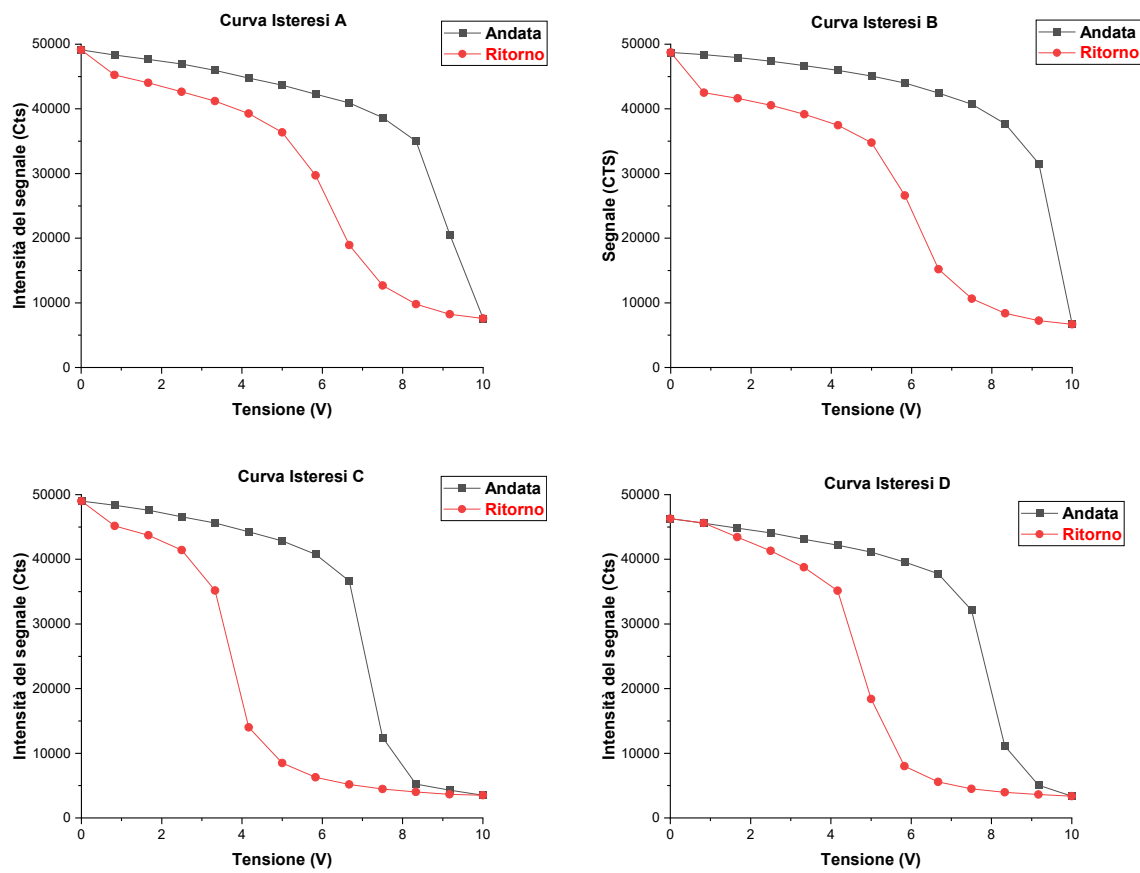 Curva Isteresi A
Andata
Ritorno
50000
40000
30000
20000
10000
0
Intensità del segnale (Cts)
0 2 4 6 8 10
Tensione (V)
Curva Isteresi B
Andata
Ritorno
50000
40000
30000
20000
10000
0
Segnale (CTS)
0 2 4 6 8 10
Tensione (V)
Curva Isteresi C
Andata
Ritorno
50000
40000
30000
20000
10000
0
Intensità del segnale (Cts)
0 2 4 6 8 10
Tensione (V)
Curva Isteresi D
Andata
Ritorno
50000
40000
30000
20000
10000
0
Intensità del segnale (Cts)
0 2 4 6 8 10
Tensione (V)